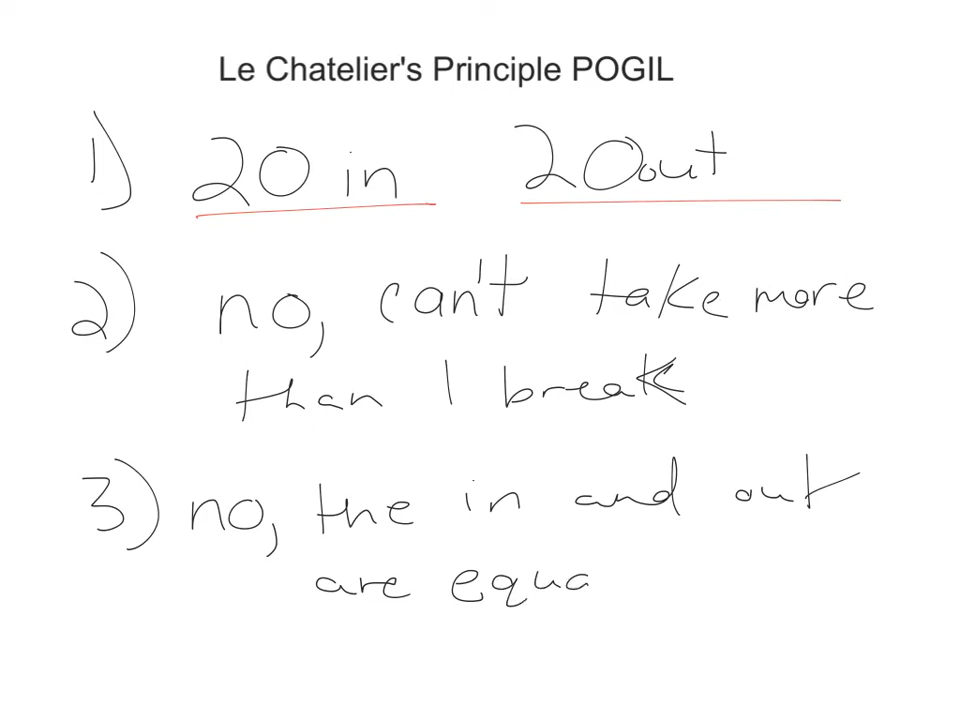 Le Chatelier's Principle POGIL
1) 20 in 20 out
2) no, can't take more
than 1 break
3) no, the in and out
are equa